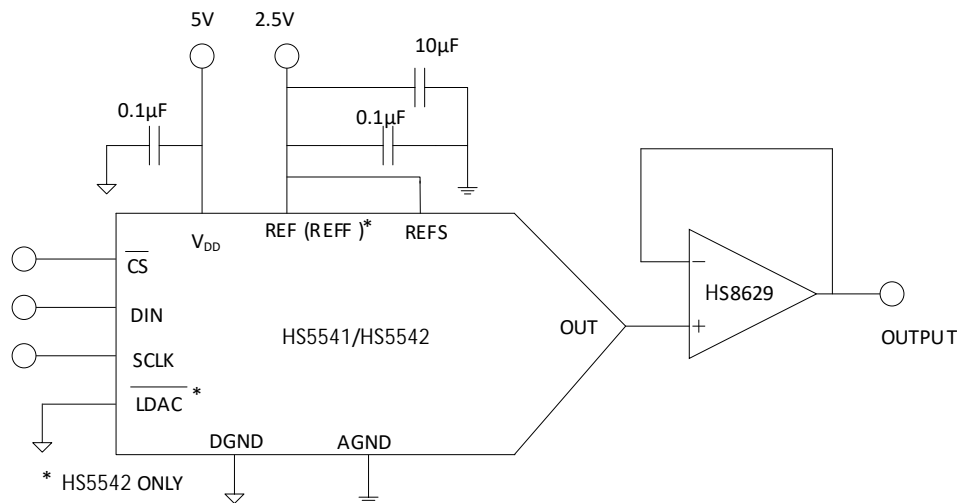 5V
2.5V
10µF
0.1µF
0.1µF
V_DD
REF (REFF )*
REFS
CS
DIN
SCLK
LDAC *
HS5541/HS5542
OUT
DGND
AGND
−
+
HS8629
OUTPUT
* HS5542 ONLY